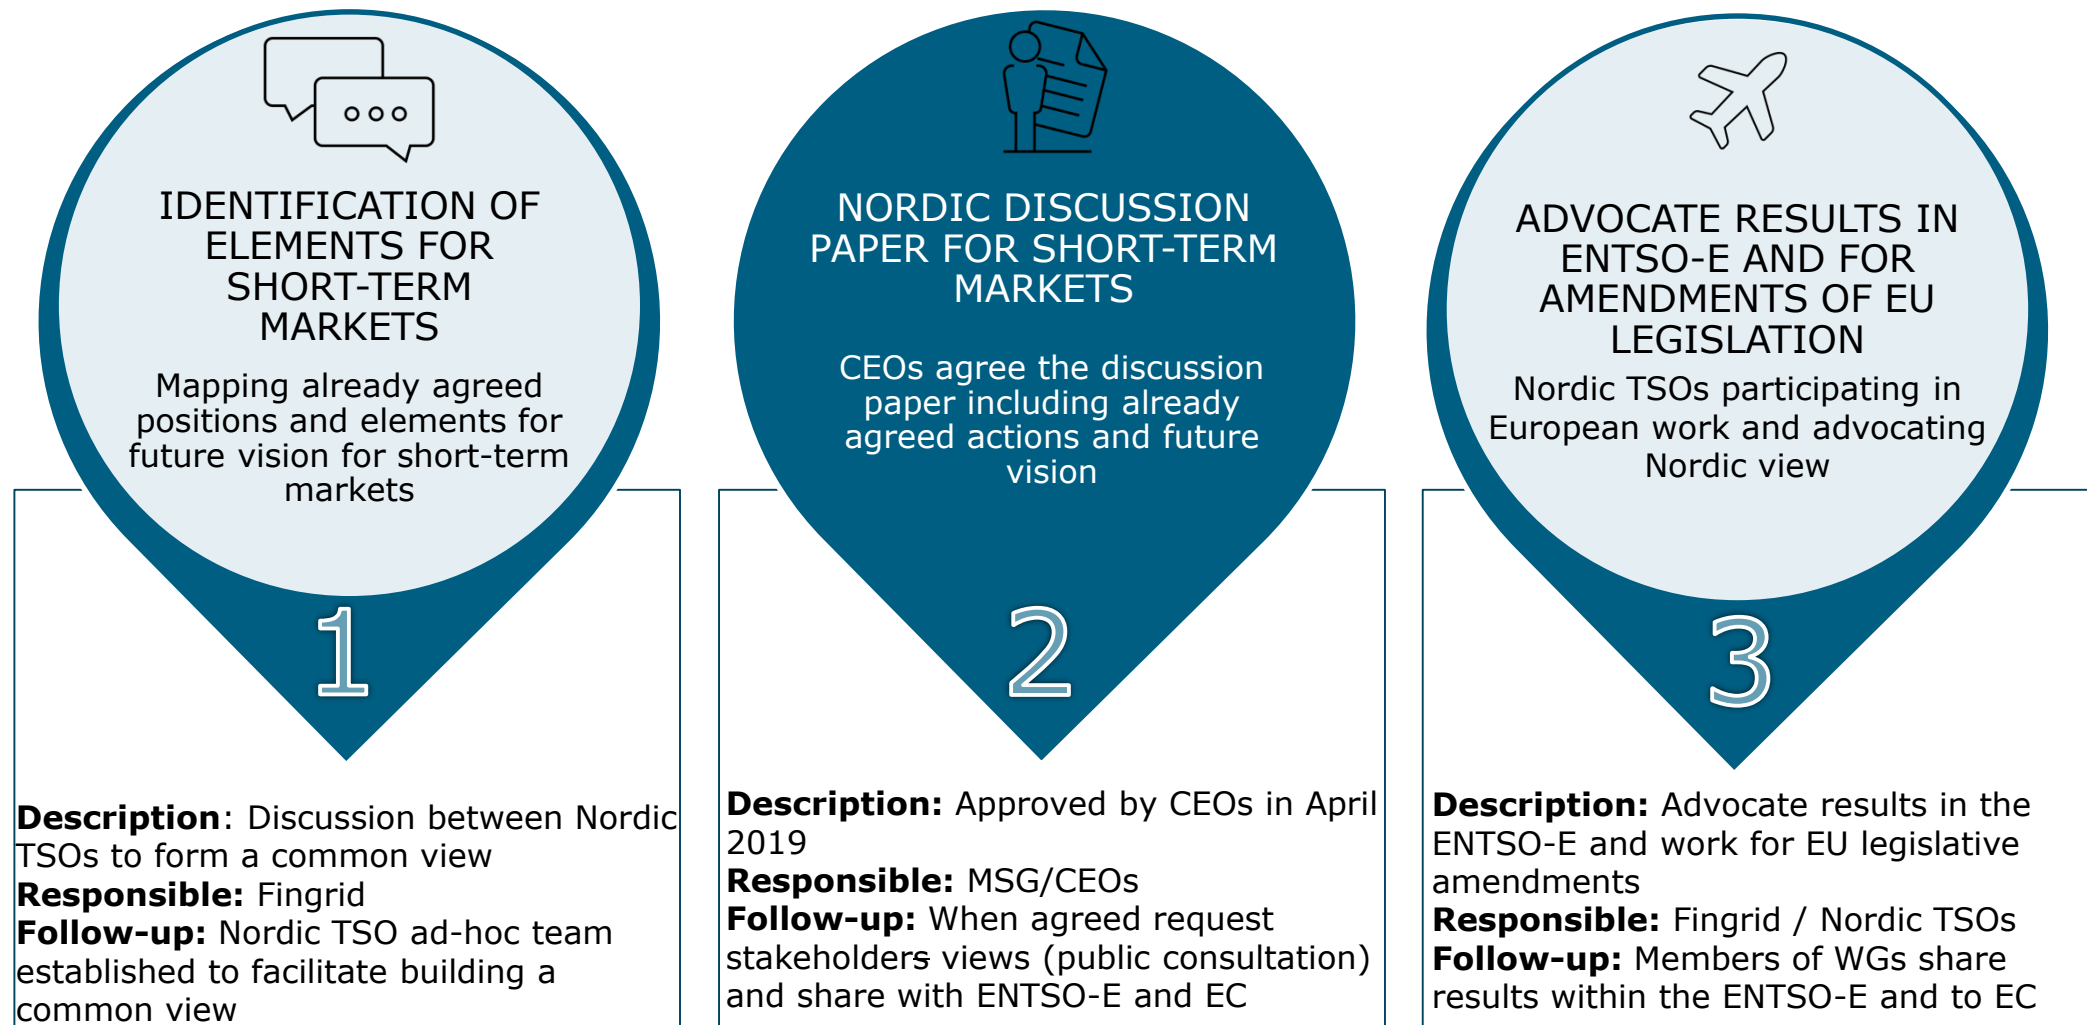 IDENTIFICATION OF
ELEMENTS FOR
SHORT-TERM
MARKETS
Mapping already agreed
positions and elements for
future vision for short-term
markets
1
Description: Discussion between Nordic
TSOs to form a common view
Responsible: Fingrid
Follow-up: Nordic TSO ad-hoc team
established to facilitate building a
common view
NORDIC DISCUSSION
PAPER FOR SHORT-TERM
MARKETS
CEOs agree the discussion
paper including already
agreed actions and future
vision
2
Description: Approved by CEOs in April
2019
Responsible: MSG/CEOs
Follow-up: When agreed request
stakeholders views (public consultation)
and share with ENTSO-E and EC
ADVOCATE RESULTS IN
ENTSO-E AND FOR
AMENDMENTS OF EU
LEGISLATION
Nordic TSOs participating in
European work and advocating
Nordic view
3
Description: Advocate results in the
ENTSO-E and work for EU legislative
amendments
Responsible: Fingrid / Nordic TSOs
Follow-up: Members of WGs share
results within the ENTSO-E and to EC